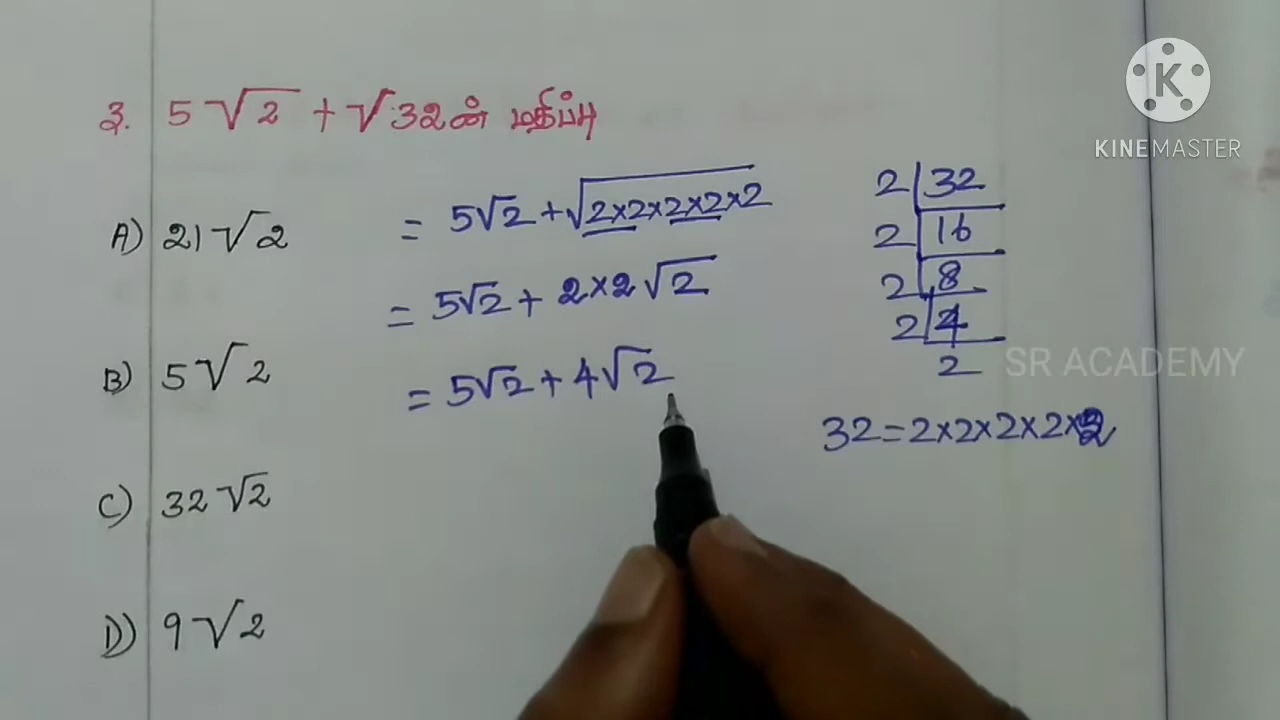 3. 5√2 + √32ன் மதிப்பு
A) 21√2
B) 5√2
C) 32√2
D) 9√2
= 5√2 + √2×2×2×2×2
= 5√2 + 2×2√2
= 5√2 + 4√2
2 | 32
2 | 16
2 | 8
2 | 4
2
32 = 2×2×2×2×2
K
KINEMASTER
SR ACADEMY